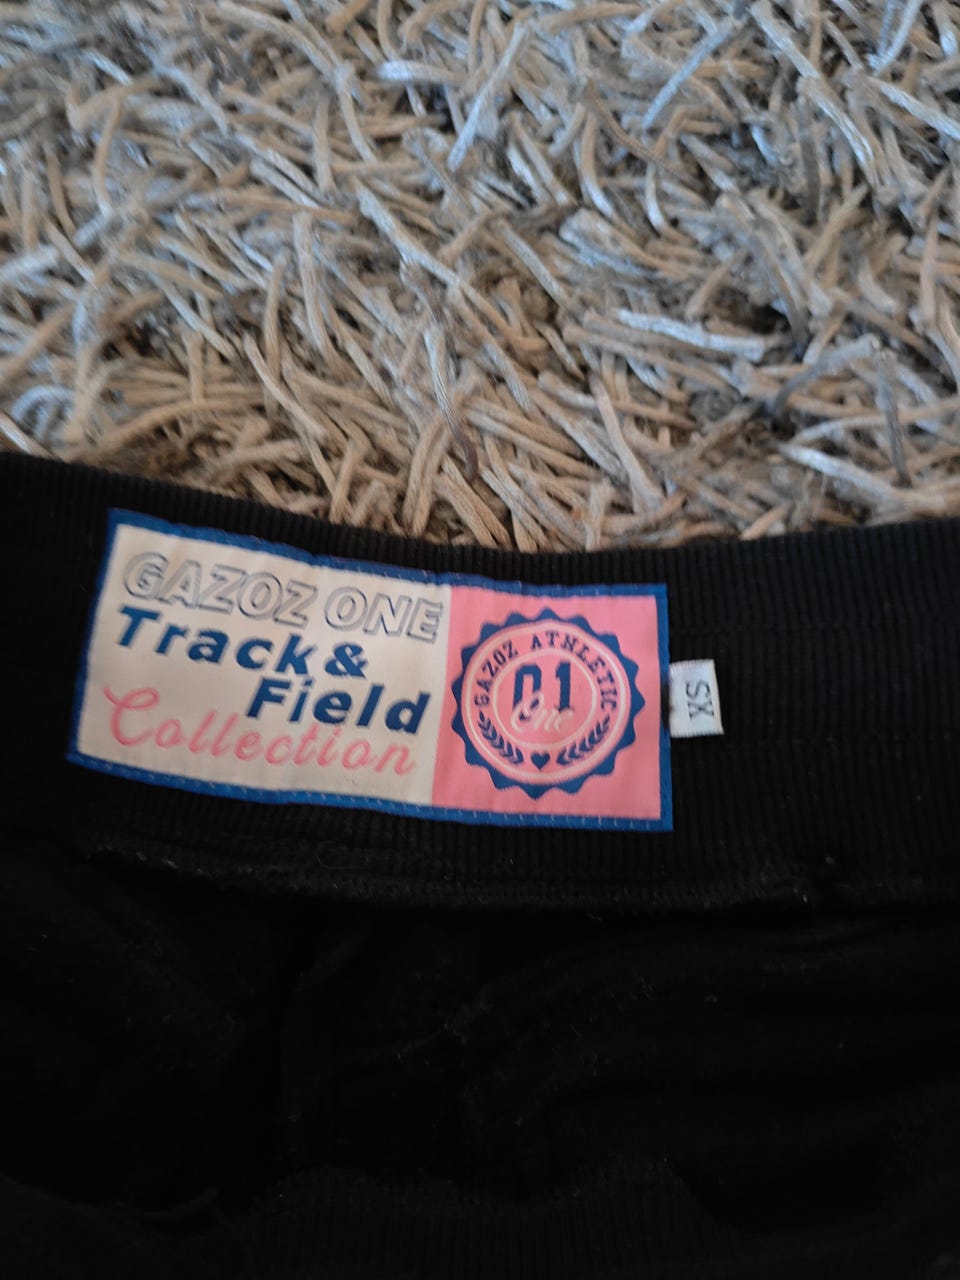 GAZOZ ONE
Track &
Field
Collection
GAZOZ ATHLETIC
01
One
XS